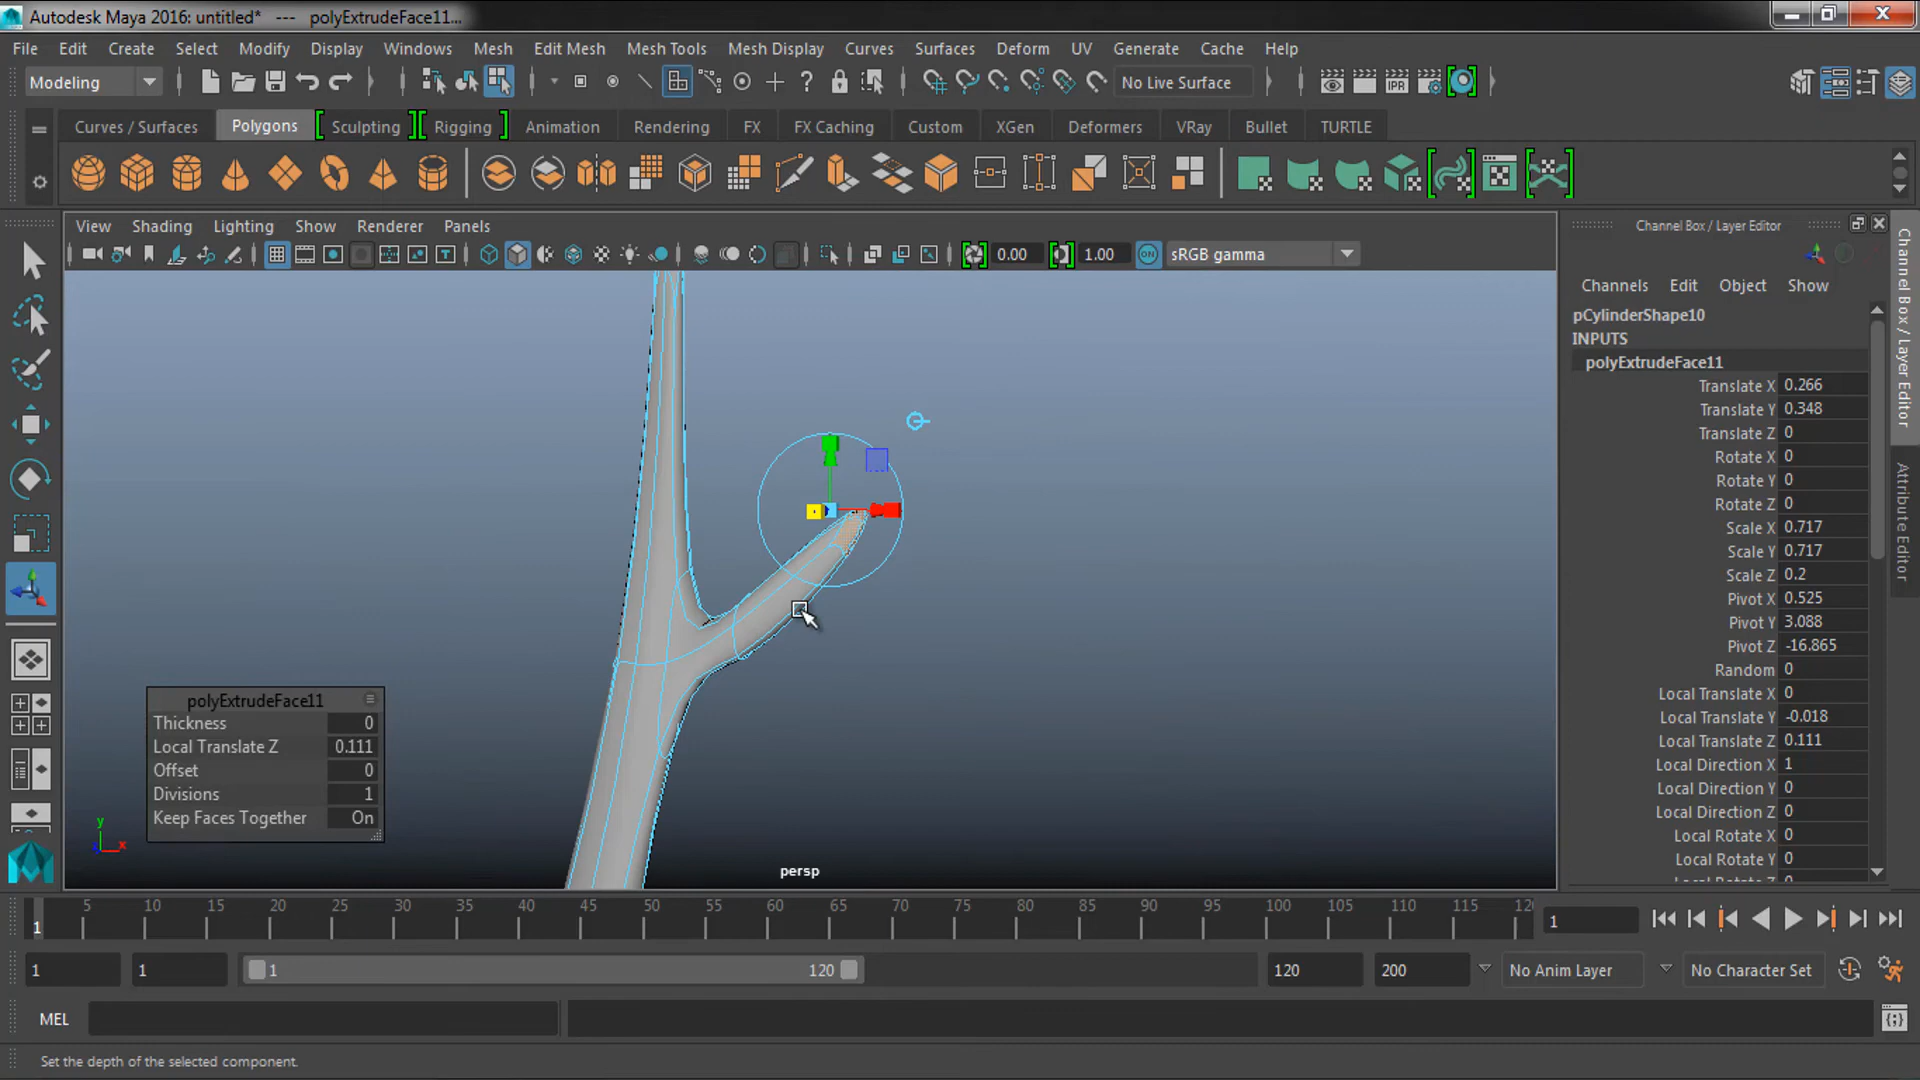 Autodesk Maya 2016: untitled*   ---   polyExtrudeFace11...
File Edit Create Select Modify Display Windows Mesh Edit Mesh Mesh Tools Mesh Display Curves Surfaces Deform UV Generate Cache Help
Modeling
No Live Surface
IPR
Curves / Surfaces Polygons Sculpting Rigging Animation Rendering FX FX Caching Custom XGen Deformers VRay Bullet TURTLE
View Shading Lighting Show Renderer Panels
0.00 1.00 ON sRGB gamma
Channel Box / Layer Editor
Channels Edit Object Show
pCylinderShape10
INPUTS
polyExtrudeFace11
Translate X 0.266
Translate Y 0.348
Translate Z 0
Rotate X 0
Rotate Y 0
Rotate Z 0
Scale X 0.717
Scale Y 0.717
Scale Z 0.2
Pivot X 0.525
Pivot Y 3.088
Pivot Z -16.865
Random 0
Local Translate X 0
Local Translate Y -0.018
Local Translate Z 0.111
Local Direction X 1
Local Direction Y 0
Local Direction Z 0
Local Rotate X 0
Local Rotate Y 0
Local Rotate Z 0
Channel Box / Layer Editor
Attribute Editor
polyExtrudeFace11
Thickness 0
Local Translate Z 0.111
Offset 0
Divisions 1
Keep Faces Together On
y
x
persp
1 5 10 15 20 25 30 35 40 45 50 55 60 65 70 75 80 85 90 95 100 105 110 115 12
1
1 1 1 120 120 200 No Anim Layer No Character Set
MEL
Set the depth of the selected component.